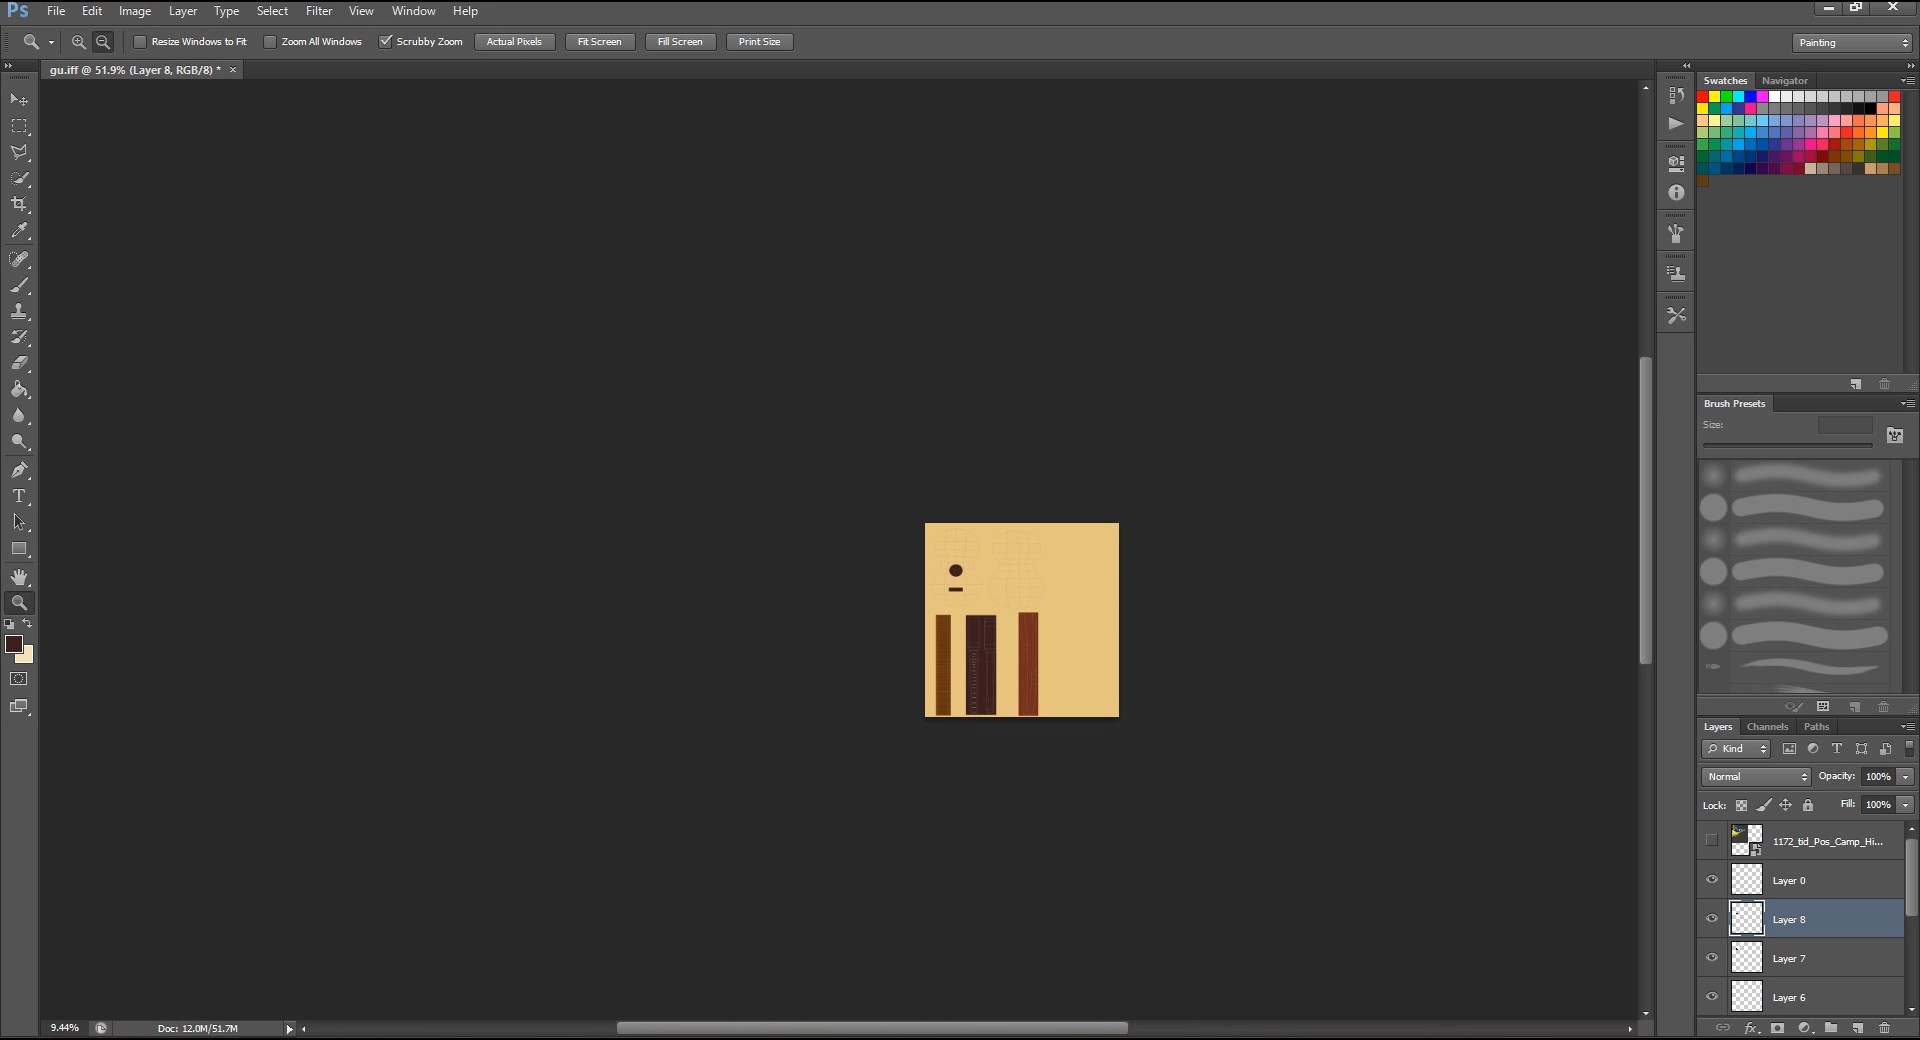 Ps File Edit Image Layer Type Select Filter View Window Help
Resize Windows to Fit Zoom All Windows Scrubby Zoom Actual Pixels Fit Screen Fill Screen Print Size Painting
gu.iff @ 51.9% (Layer 8, RGB/8) * ×
Swatches Navigator
Brush Presets
Size:
Layers Channels Paths
Kind
Normal Opacity: 100%
Lock: Fill: 100%
1172_tid_Pos_Camp_Hi...
Layer 0
Layer 8
Layer 7
Layer 6
9.44% Doc: 12.0M/51.7M